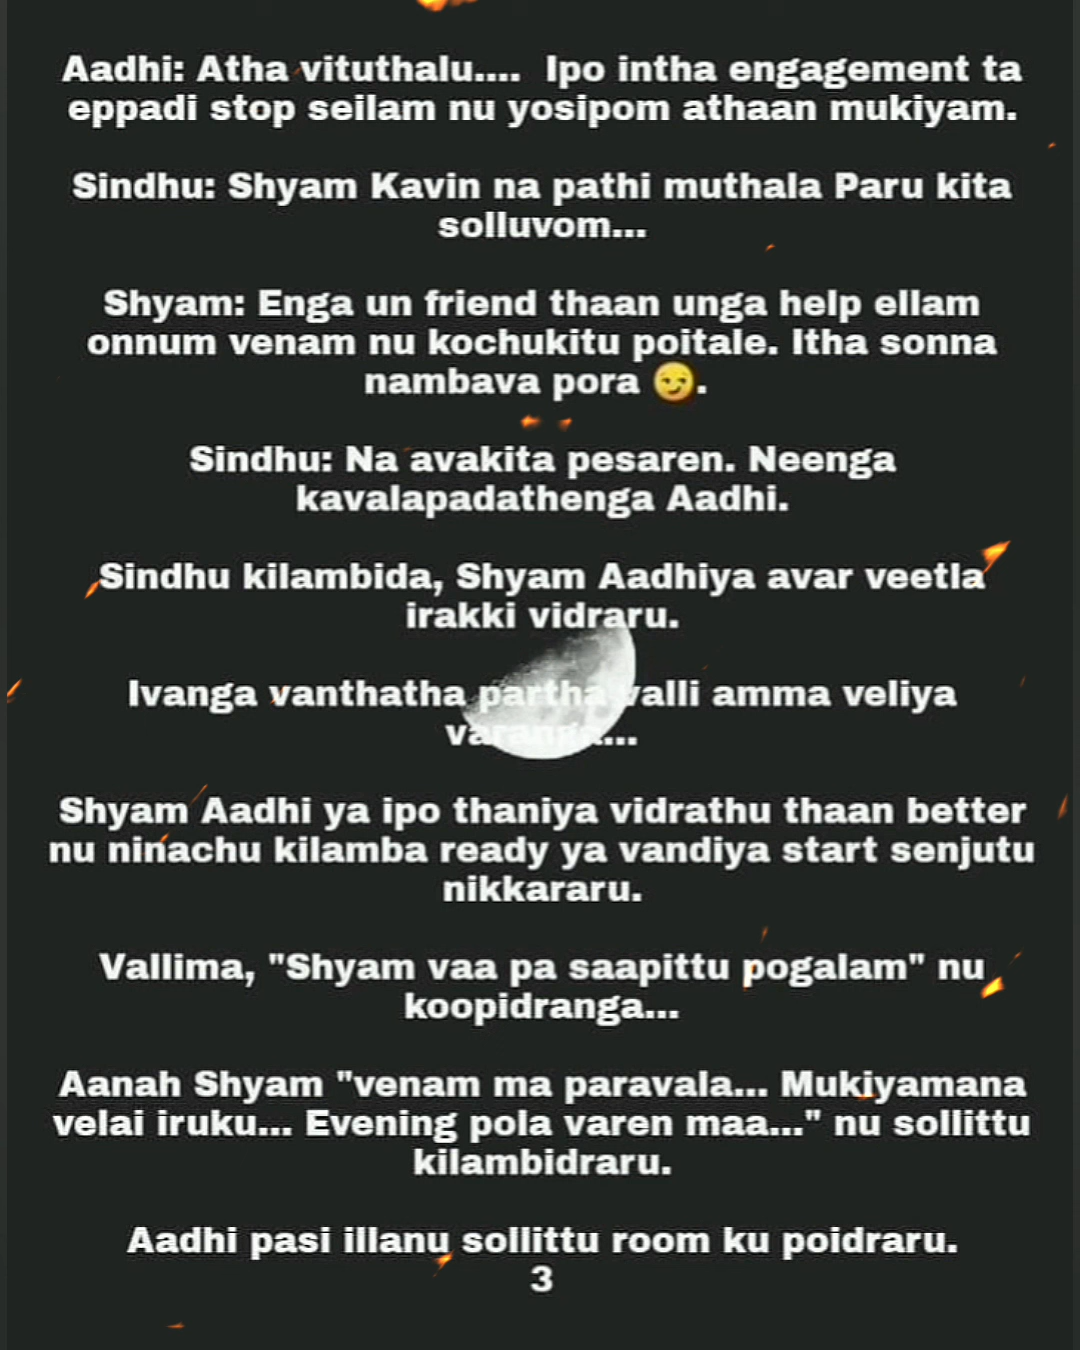 Aadhi: Atha vituthalu.... Ipo intha engagement ta
eppadi stop seilam nu yosipom athaan mukiyam.
Sindhu: Shyam Kavin na pathi muthala Paru kita
solluvom...
Shyam: Enga un friend thaan unga help ellam
onnum venam nu kochukitu poitale. Itha sonna
nambava pora 😏.
Sindhu: Na avakita pesaren. Neenga
kavalapadathenga Aadhi.
Sindhu kilambida, Shyam Aadhiya avar veetla
irakki vidraru.
Ivanga vanthatha partha valli amma veliya
varanga...
Shyam Aadhi ya ipo thaniya vidrathu thaan better
nu ninachu kilamba ready ya vandiya start senjutu
nikkararu.
Vallima, "Shyam vaa pa saapittu pogalam" nu
koopidranga...
Aanah Shyam "venam ma paravala... Mukiyamana
velai iruku... Evening pola varen maa..." nu sollittu
kilambidraru.
Aadhi pasi illanu sollittu room ku poidraru.
3